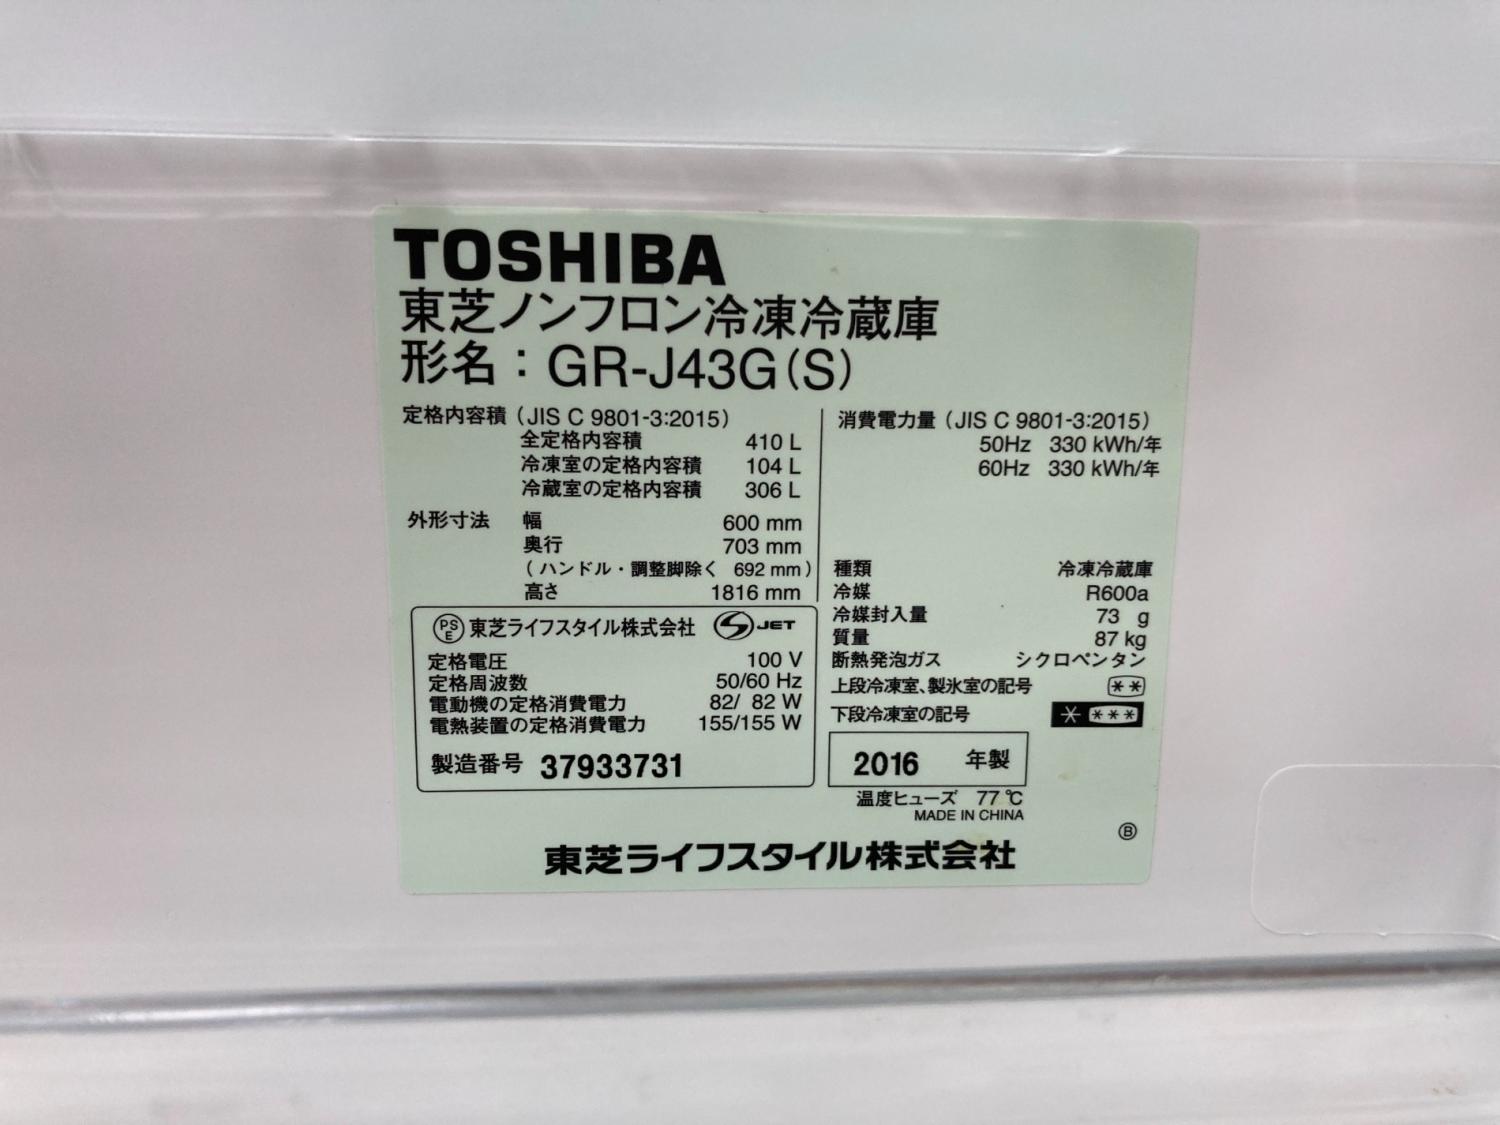 TOSHIBA
東芝ノンフロン冷凍冷蔵庫
形名：GR-J43G(S)
定格内容積（JIS C 9801-3:2015）
全定格内容積 410 L
冷凍室の定格内容積 104 L
冷蔵室の定格内容積 306 L
外形寸法 幅 600 mm
奥行 703 mm
（ハンドル・調整脚除く 692 mm）
高さ 1816 mm
PSE 東芝ライフスタイル株式会社 JET
定格電圧 100 V
定格周波数 50/60 Hz
電動機の定格消費電力 82/ 82 W
電熱装置の定格消費電力 155/155 W
製造番号 37933731
消費電力量（JIS C 9801-3:2015）
50Hz 330 kWh/年
60Hz 330 kWh/年
種類 冷凍冷蔵庫
冷媒 R600a
冷媒封入量 73 g
質量 87 kg
断熱発泡ガス シクロペンタン
上段冷凍室、製氷室の記号 **
下段冷凍室の記号 * ***
2016 年製
温度ヒューズ 77℃
MADE IN CHINA
Ⓑ
東芝ライフスタイル株式会社